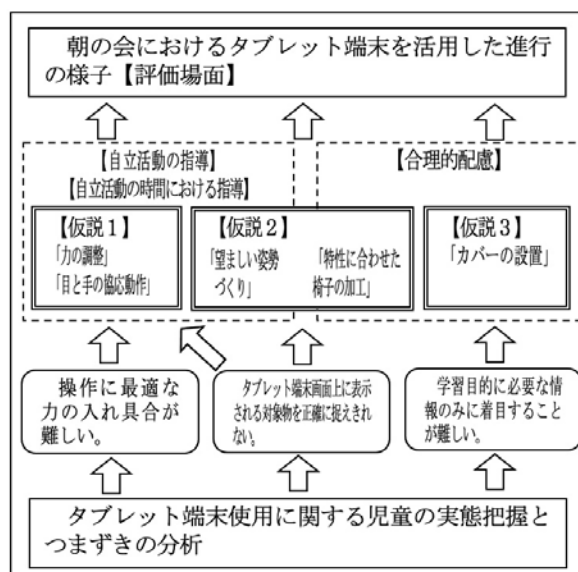 朝の会におけるタブレット端末を活用した進行
の様子【評価場面】
【自立活動の指導】
【自立活動の時間における指導】
【合理的配慮】
【仮説１】
「力の調整」
「目と手の協応動作」
【仮説２】
「望ましい姿勢
づくり」
「特性に合わせた
椅子の加工」
【仮説３】
「カバーの設置」
操作に最適な
力の入れ具合が
難しい。
タブレット端末画面上に表示
される対象物を正確に捉えきれ
ない。
学習目的に必要な情
報のみに着目すること
が難しい。
タブレット端末使用に関する児童の実態把握と
つまずきの分析